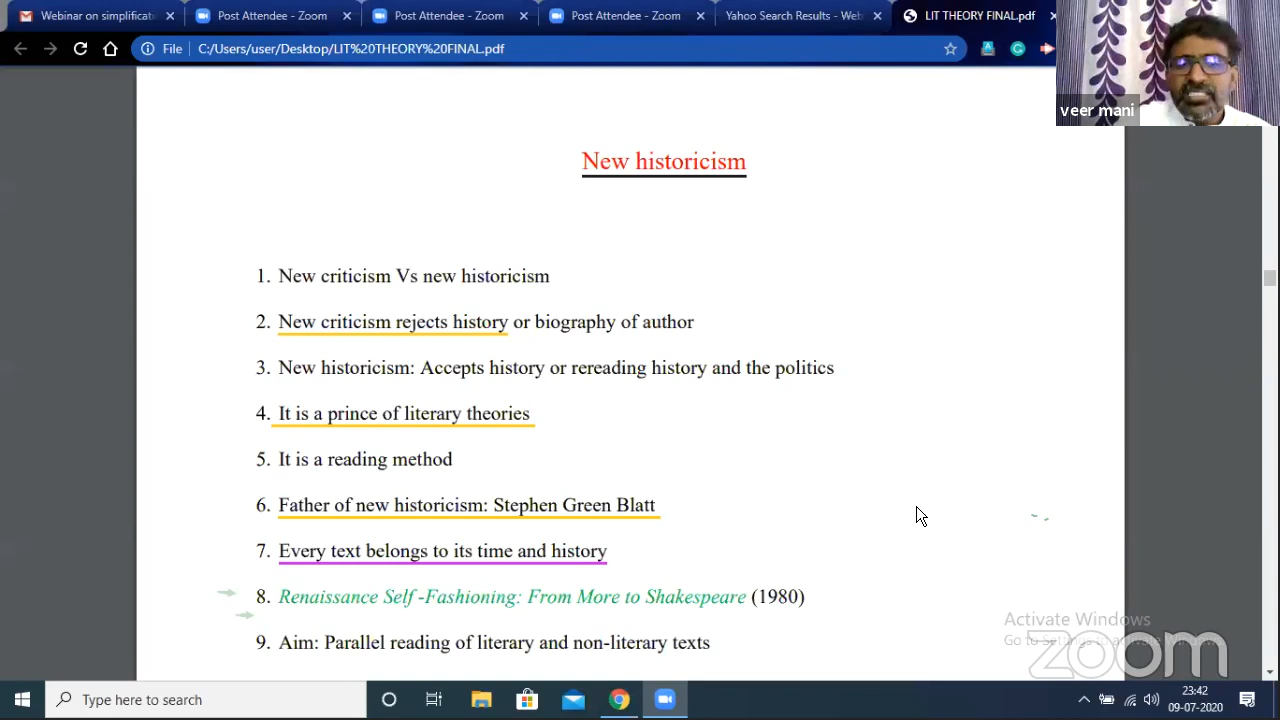 Webinar on simplificat
Post Attendee - Zoom
Post Attendee - Zoom
Post Attendee - Zoom
Yahoo Search Results - Web
LIT THEORY FINAL.pdf
File
C:/Users/user/Desktop/LIT%20THEORY%20FINAL.pdf
veer mani
New historicism
1. New criticism Vs new historicism
2. New criticism rejects history or biography of author
3. New historicism: Accepts history or rereading history and the politics
4. It is a prince of literary theories
5. It is a reading method
6. Father of new historicism: Stephen Green Blatt
7. Every text belongs to its time and history
8. Renaissance Self -Fashioning: From More to Shakespeare (1980)
9. Aim: Parallel reading of literary and non-literary texts
Activate Windows
Go to Settings
zoom
Type here to search
23:42
09-07-2020